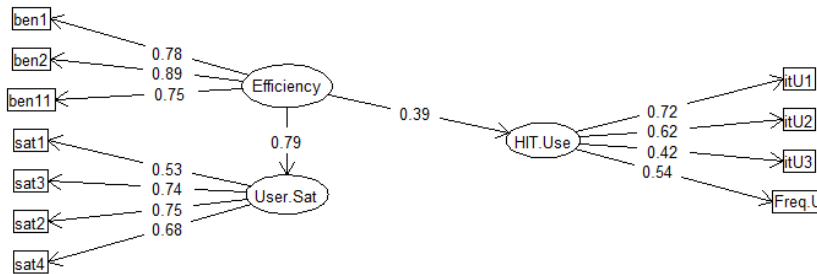 ben1
0.78
ben2
0.89
Efficiency
ben11
0.75
0.39
0.79
sat1
0.53
sat3
0.74
User.Sat
sat2
0.75
sat4
0.68
HIT.Use
0.72
itU1
0.62
itU2
0.42
itU3
0.54
Freq.U